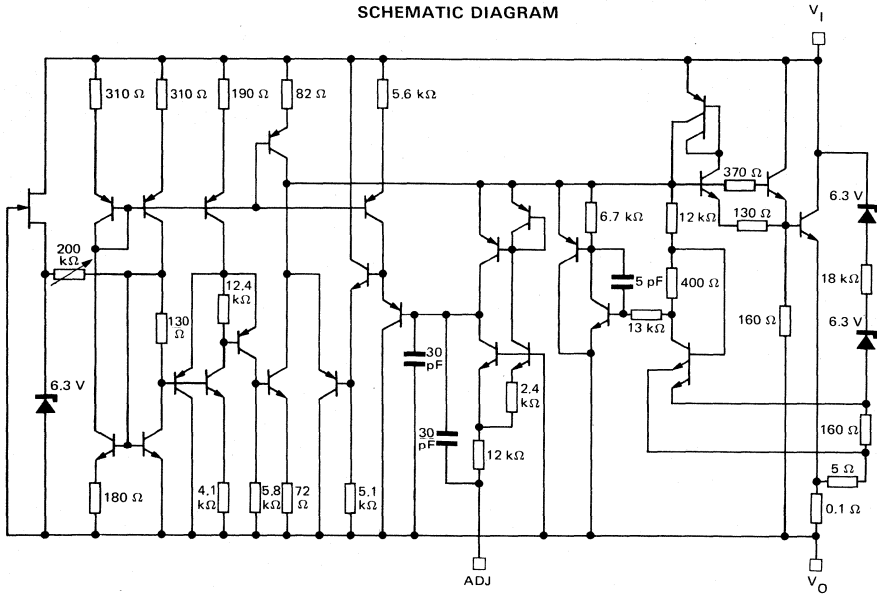 SCHEMATIC DIAGRAM
VI
310 Ω
310 Ω
190 Ω
82 Ω
5,6 kΩ
370 Ω
6.3 V
6.7 kΩ
12 kΩ
130 Ω
200 kΩ
12,4 kΩ
5 pF
400 Ω
18 kΩ
130 Ω
13 kΩ
160 Ω
6.3 V
30 pF
6.3 V
2,4 kΩ
30 pF
12 kΩ
160 Ω
5 Ω
180 Ω
4,1 kΩ
5,8 kΩ
72 Ω
5,1 kΩ
0,1 Ω
ADJ
VO